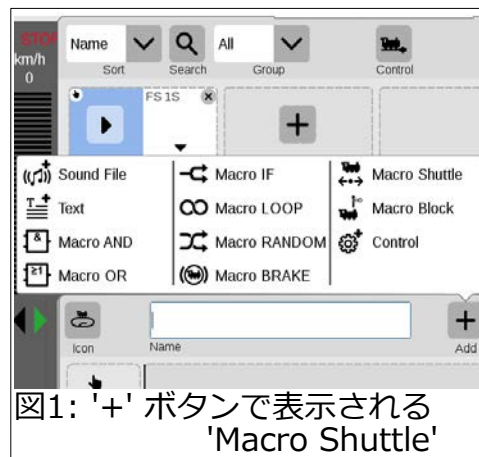 STOP
km/h
0
Name
All
Sort
Search
Group
Control
FS 1S
Sound File
Macro IF
Macro Shuttle
Text
Macro LOOP
Macro Block
& Macro AND
Macro RANDOM
Control
≥1 Macro OR
Macro BRAKE
Icon
Name
Add
図1: '+' ボタンで表示される
'Macro Shuttle'